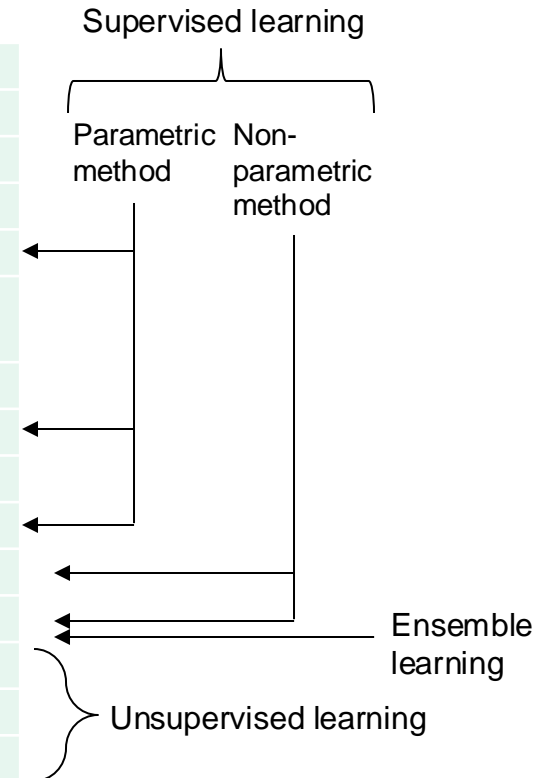 Supervised learning
Parametric
method
Non-
parametric
method
Ensemble
learning
Unsupervised learning